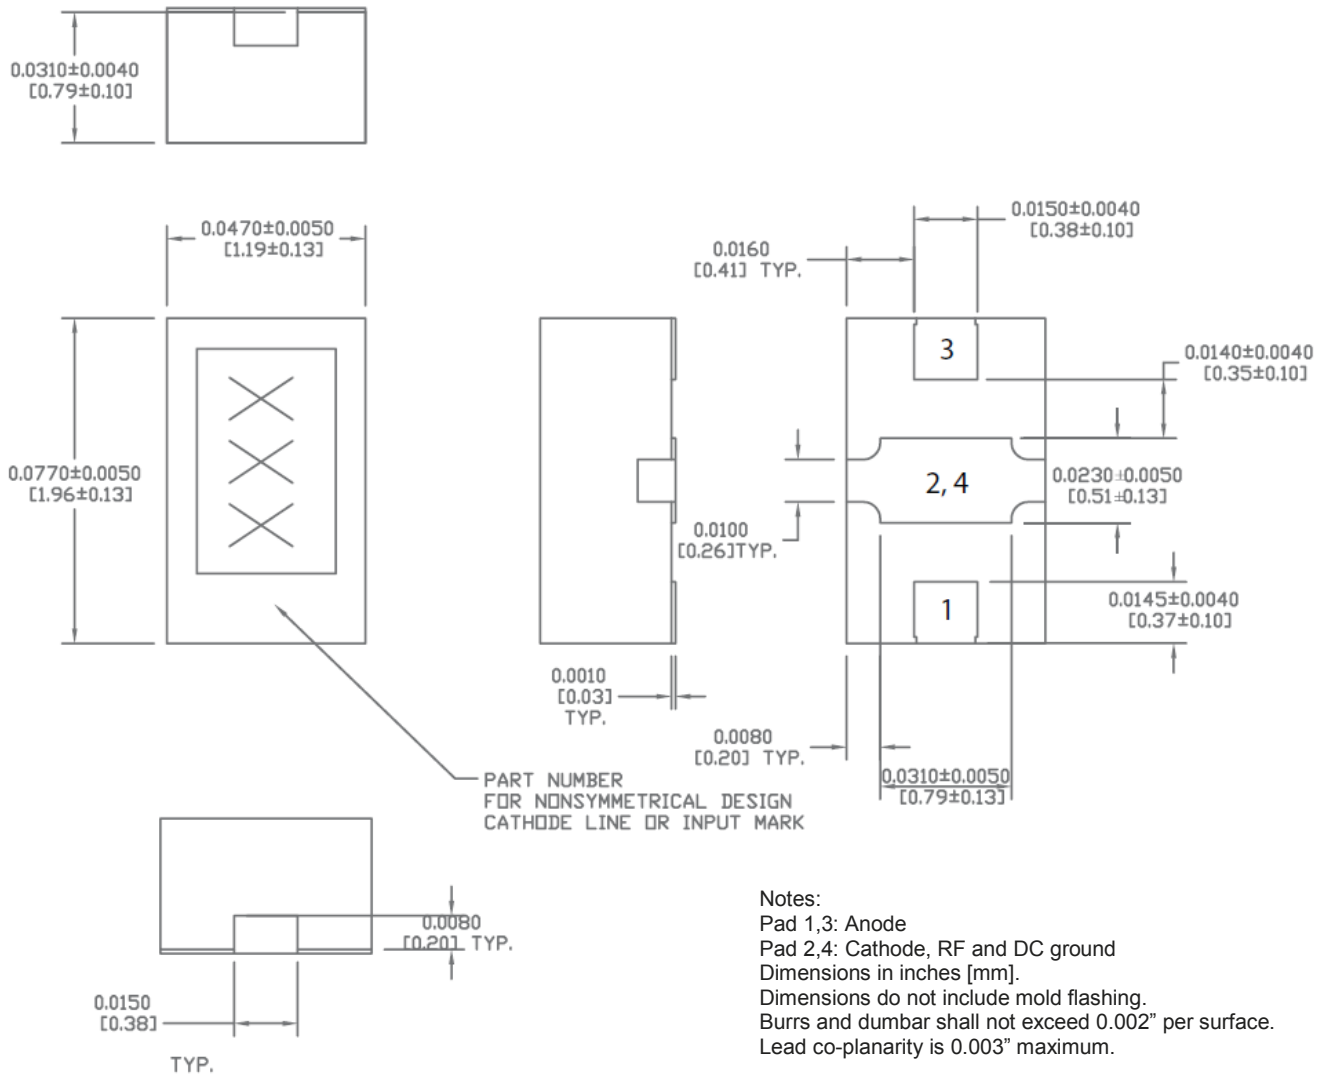 0.0310±0.0040
[0.79±0.10]
0.0470±0.0050
[1.19±0.13]
0.0150±0.0040
[0.38±0.10]
0.0160
[0.41] TYP.
3
0.0140±0.0040
[0.35±0.10]
0.0770±0.0050
[1.96±0.13]
2, 4
0.0230±0.0050
[0.51±0.13]
0.0100
[0.26]TYP.
1
0.0145±0.0040
[0.37±0.10]
0.0010
[0.03]
TYP.
0.0080
[0.20] TYP.
0.0310±0.0050
[0.79±0.13]
PART NUMBER
FOR NONSYMMETRICAL DESIGN
CATHODE LINE OR INPUT MARK
0.0080
[0.20] TYP.
0.0150
[0.38]
TYP.
Notes:
Pad 1,3: Anode
Pad 2,4: Cathode, RF and DC ground
Dimensions in inches [mm].
Dimensions do not include mold flashing.
Burrs and dumbar shall not exceed 0.002” per surface.
Lead co-planarity is 0.003” maximum.